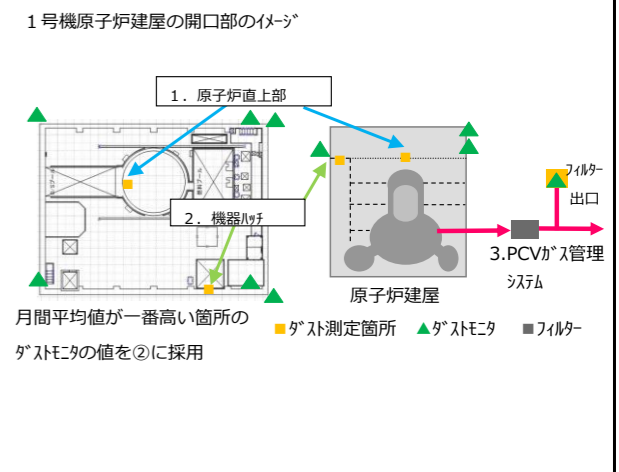 １号機原子炉建屋の開口部のｲﾒｰｼﾞ
１．原子炉直上部
２．機器ﾊｯﾁ
ﾌｨﾙﾀｰ
出口
3.PCVｶﾞｽ管理
ｼｽﾃﾑ
原子炉建屋
月間平均値が一番高い箇所の
ﾀﾞｽﾄﾓﾆﾀの値を②に採用
ﾀﾞｽﾄ測定箇所
ﾀﾞｽﾄﾓﾆﾀ
ﾌｨﾙﾀｰ